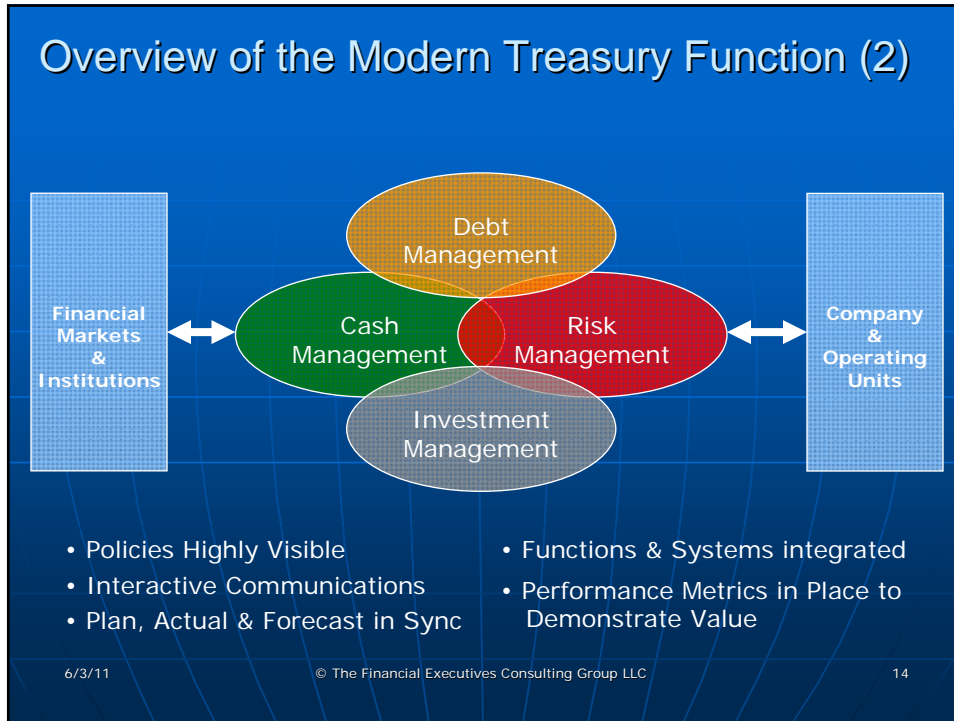 Overview of the Modern Treasury Function (2)
Debt
Management
Financial
Markets
&
Institutions
Cash
Management
Risk
Management
Company
&
Operating
Units
Investment
Management
• Policies Highly Visible
• Interactive Communications
• Plan, Actual & Forecast in Sync
• Functions & Systems integrated
• Performance Metrics in Place to
Demonstrate Value
6/3/11
© The Financial Executives Consulting Group LLC
14